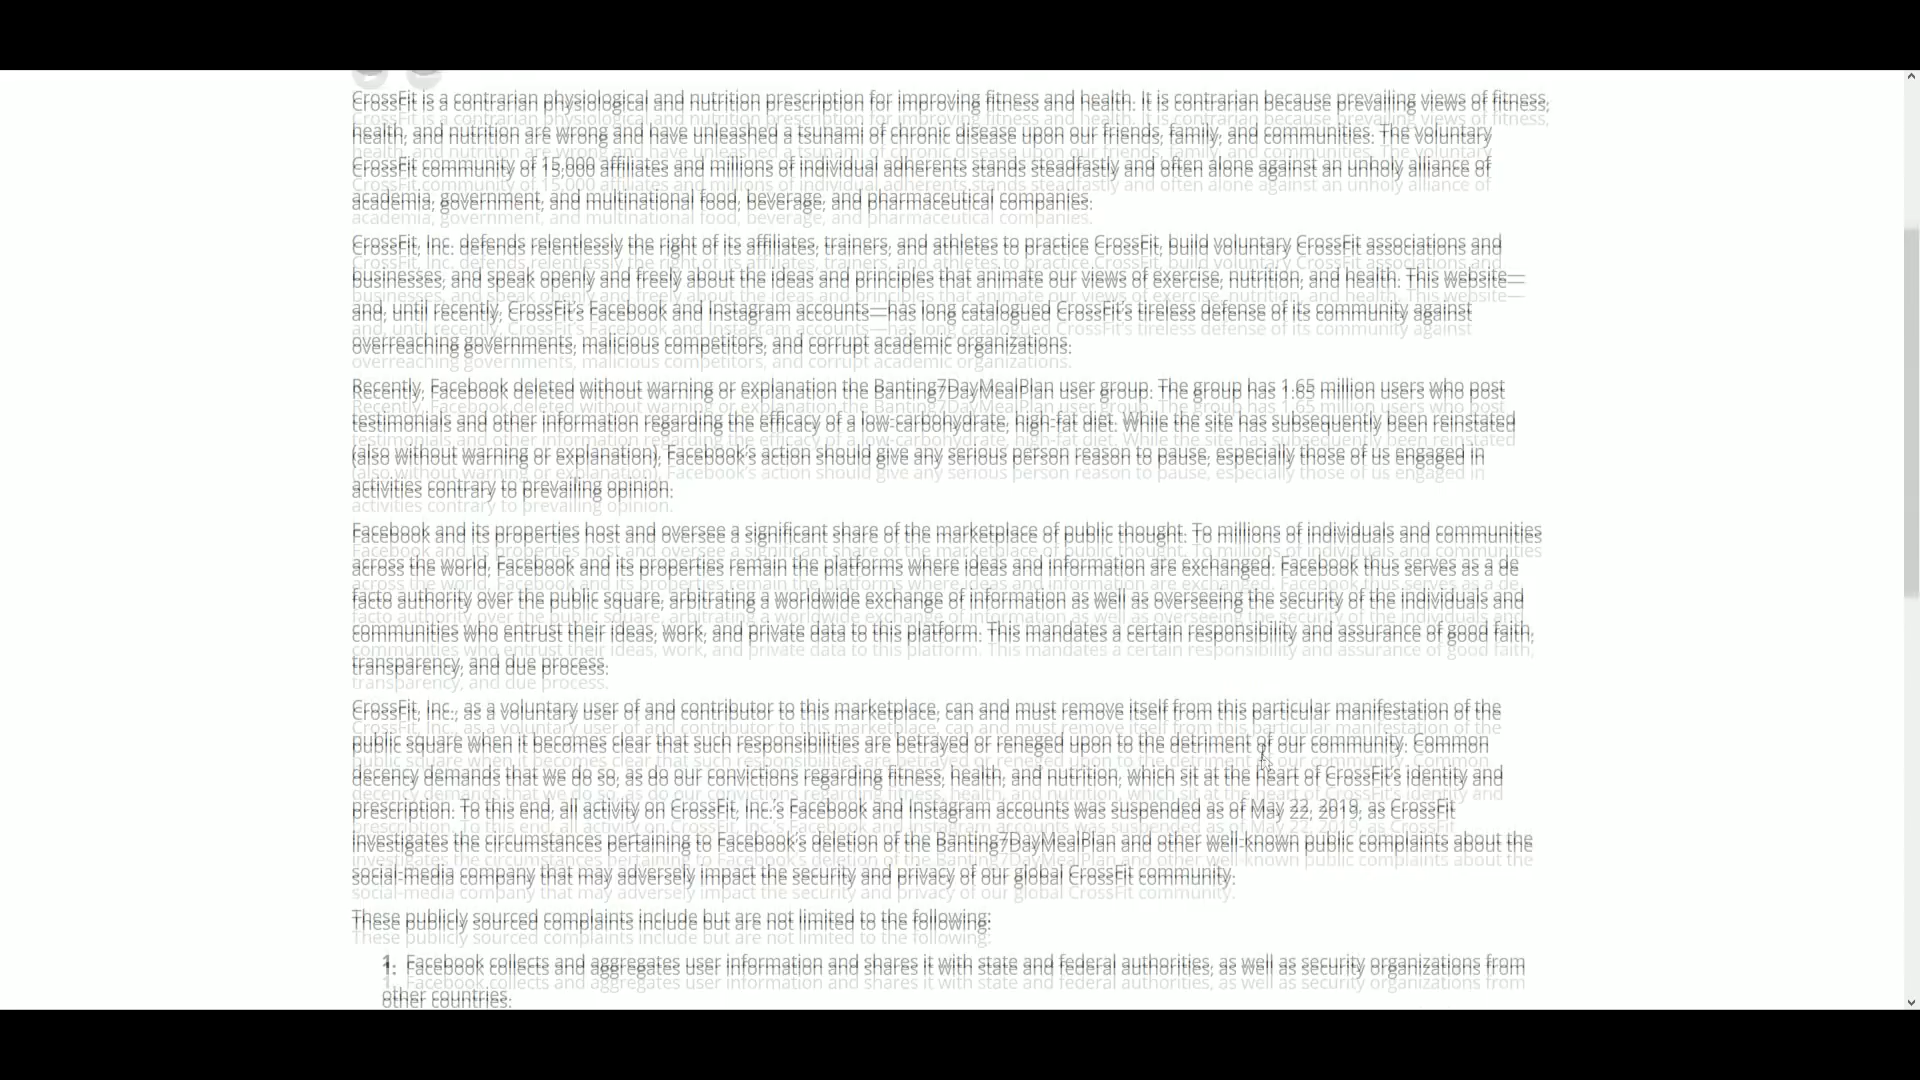 CrossFit is a contrarian physiological and nutrition prescription for improving fitness and health. It is contrarian because prevailing views of fitness,
health, and nutrition are wrong and have unleashed a tsunami of chronic disease upon our friends, family, and communities. The voluntary
CrossFit community of 15,000 affiliates and millions of individual adherents stands steadfastly and often alone against an unholy alliance of
academia, government, and multinational food, beverage, and pharmaceutical companies.
CrossFit, Inc. defends relentlessly the right of its affiliates, trainers, and athletes to practice CrossFit, build voluntary CrossFit associations and
businesses, and speak openly and freely about the ideas and principles that animate our views of exercise, nutrition, and health. This website—
and, until recently, CrossFit's Facebook and Instagram accounts—has long catalogued CrossFit's tireless defense of its community against
overreaching governments, malicious competitors, and corrupt academic organizations.
Recently, Facebook deleted without warning or explanation the Banting7DayMealPlan user group. The group has 1.65 million users who post
testimonials and other information regarding the efficacy of a low-carbohydrate, high-fat diet. While the site has subsequently been reinstated
(also without warning or explanation), Facebook's action should give any serious person reason to pause, especially those of us engaged in
activities contrary to prevailing opinion.
Facebook and its properties host and oversee a significant share of the marketplace of public thought. To millions of individuals and communities
across the world, Facebook and its properties remain the platforms where ideas and information are exchanged. Facebook thus serves as a de
facto authority over the public square, arbitrating a worldwide exchange of information as well as overseeing the security of the individuals and
communities who entrust their ideas, work, and private data to this platform. This mandates a certain responsibility and assurance of good faith,
transparency, and due process.
CrossFit, Inc., as a voluntary user of and contributor to this marketplace, can and must remove itself from this particular manifestation of the
public square when it becomes clear that such responsibilities are betrayed or reneged upon to the detriment of our community. Common
decency demands that we do so, as do our convictions regarding fitness, health, and nutrition, which sit at the heart of CrossFit's identity and
prescription. To this end, all activity on CrossFit, Inc.'s Facebook and Instagram accounts was suspended as of May 22, 2019, as CrossFit
investigates the circumstances pertaining to Facebook's deletion of the Banting7DayMealPlan and other well-known public complaints about the
social-media company that may adversely impact the security and privacy of our global CrossFit community.
These publicly sourced complaints include but are not limited to the following:
1. Facebook collects and aggregates user information and shares it with state and federal authorities, as well as security organizations from
other countries.